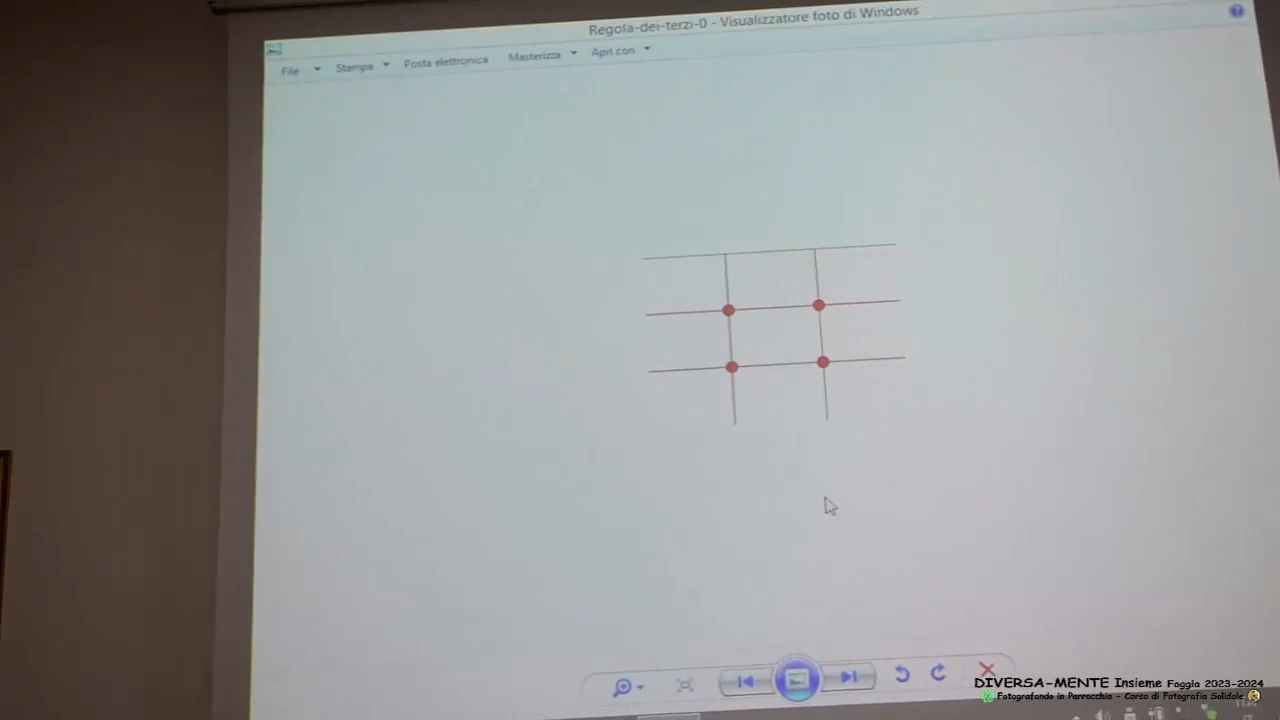 Regola-dei-terzi-0 - Visualizzatore foto di Windows
File Stampa Posta elettronica Masterizza Apri con
DIVERSA-MENTE Insieme Foggia 2023-2024
Fotografando in Parrocchia - Corso di Fotografia Solidale